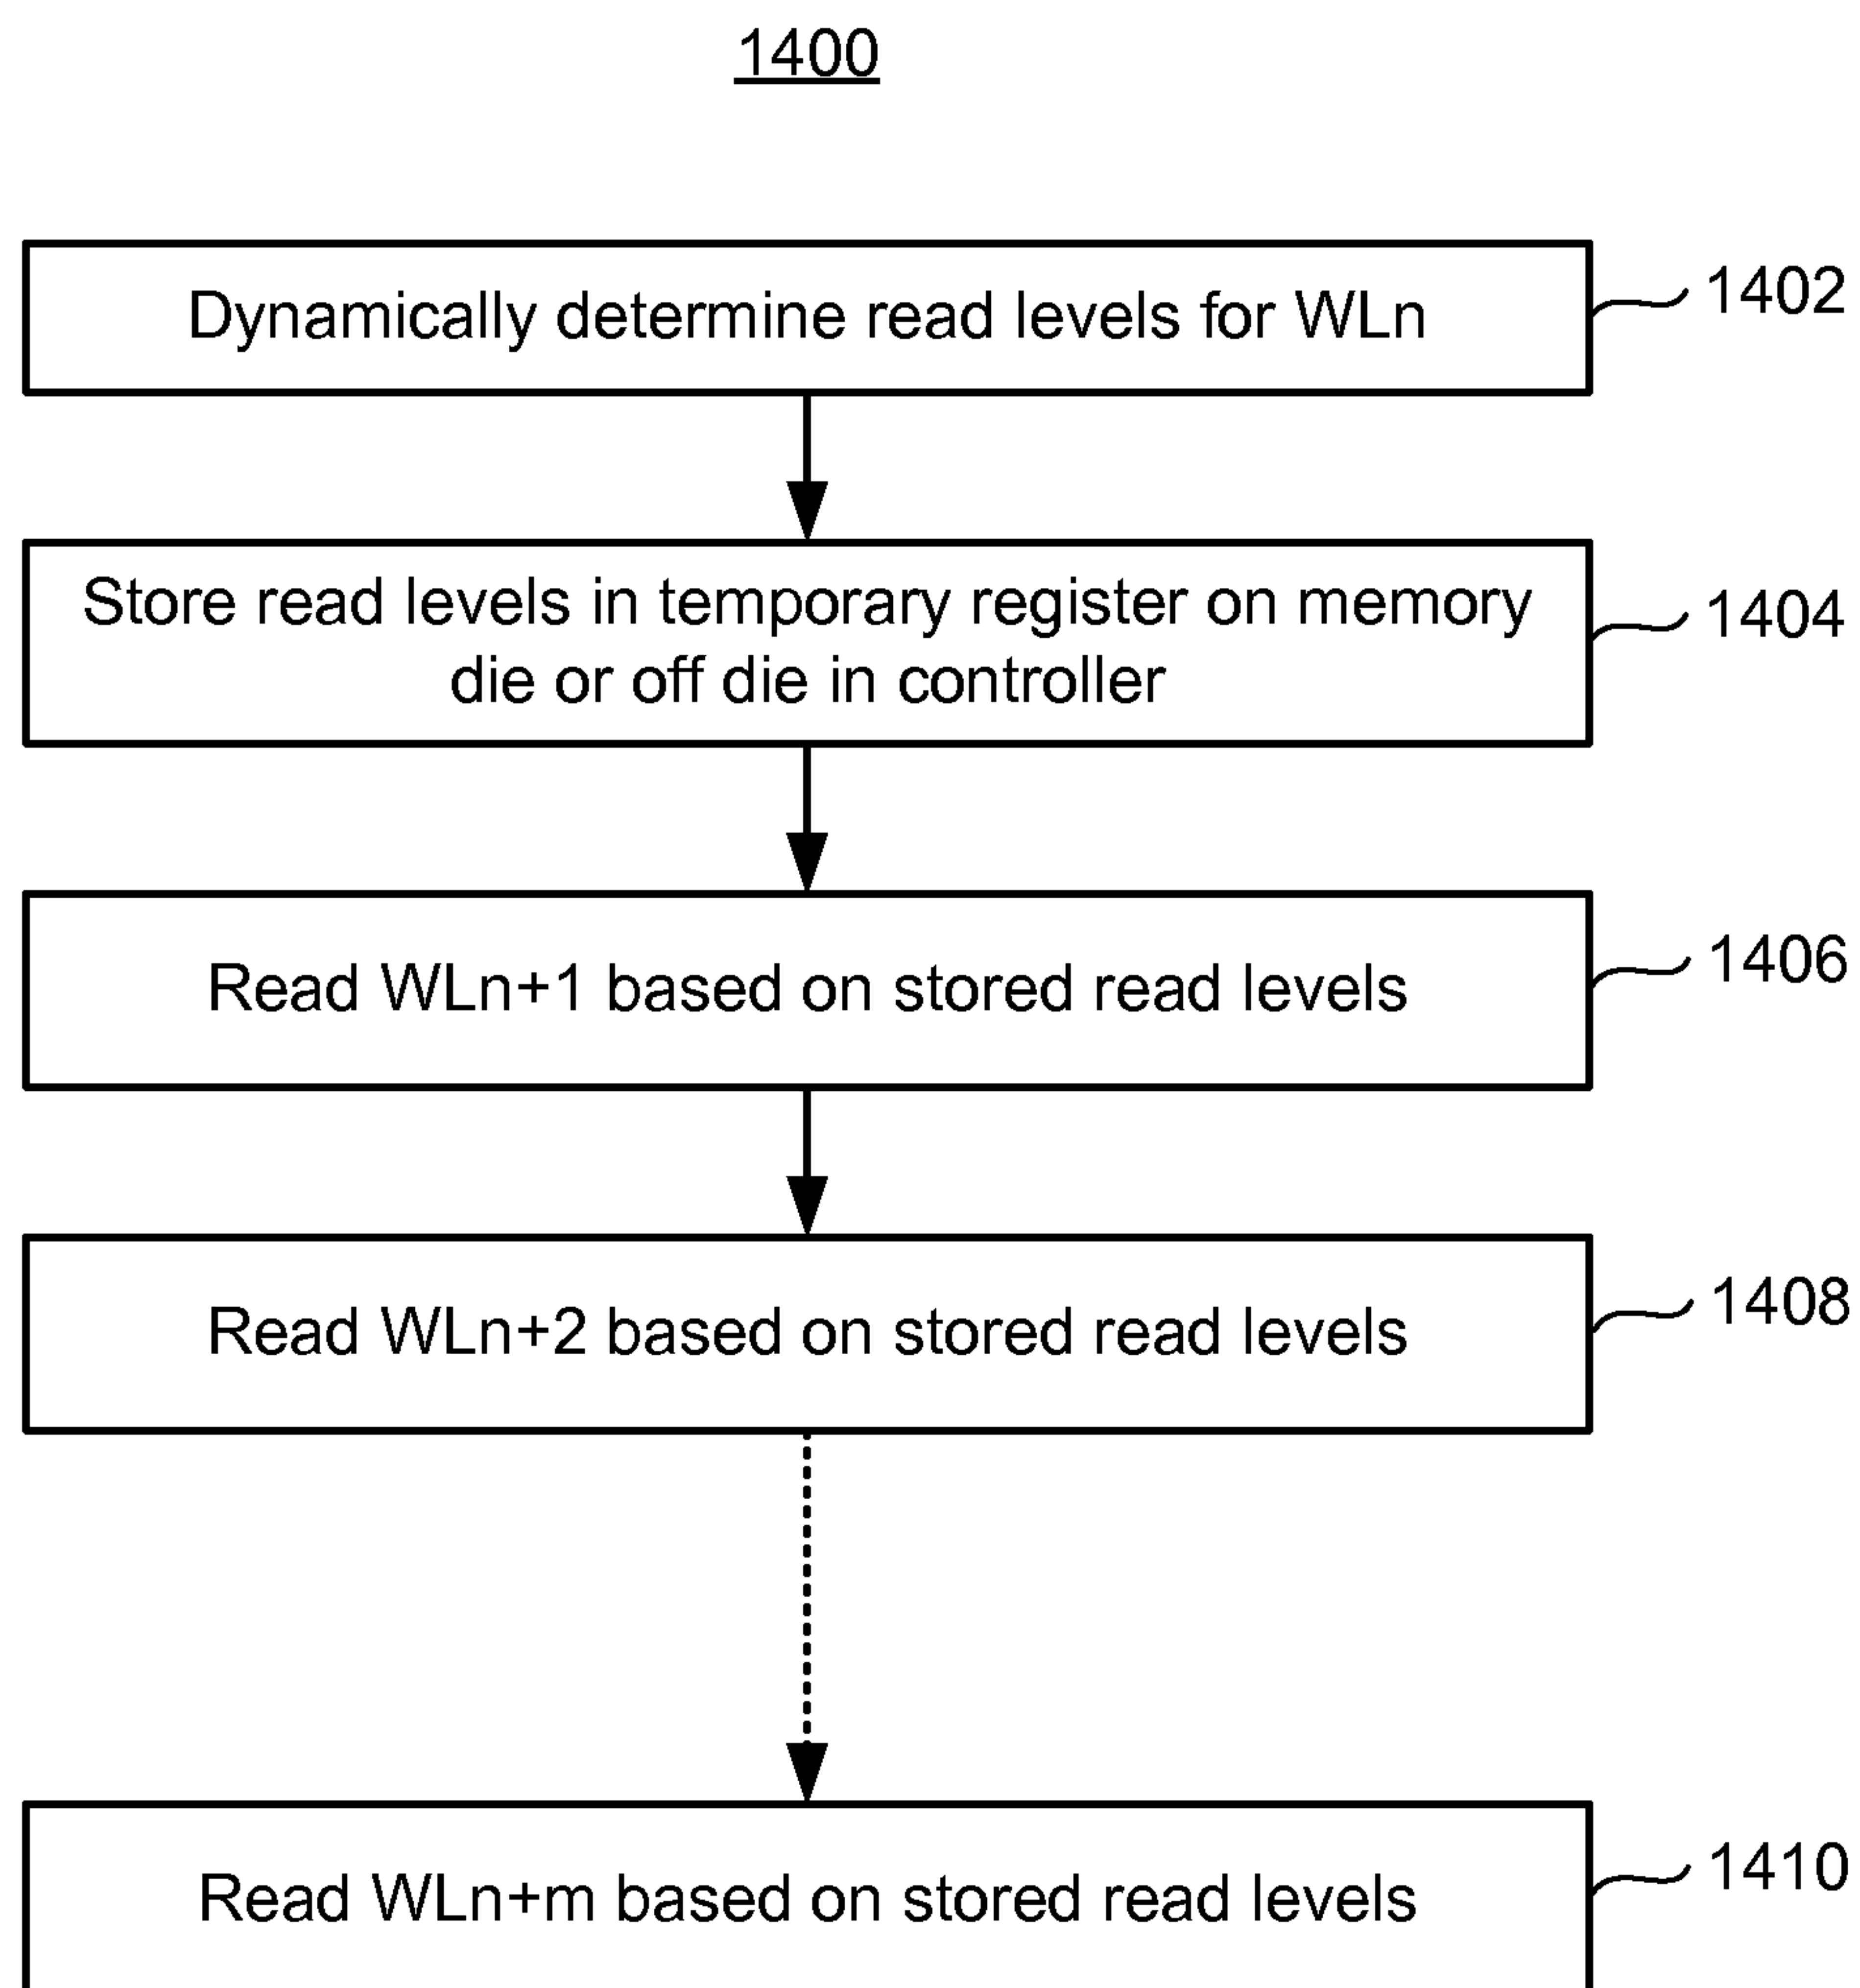 1400
Dynamically determine read levels for WLn
1402
Store read levels in temporary register on memory
die or off die in controller
1404
Read WLn+1 based on stored read levels
1406
Read WLn+2 based on stored read levels
1408
Read WLn+m based on stored read levels
1410